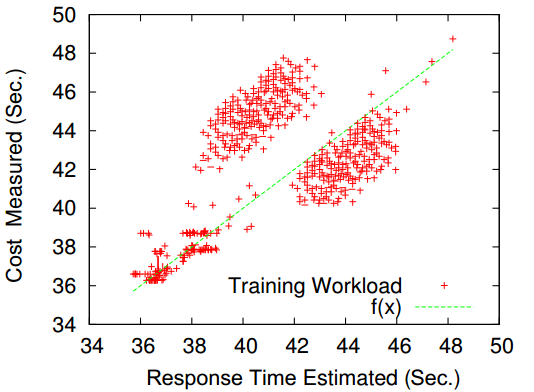 50
48
46
44
42
40
38
36
34
Cost Measured (Sec.)
Training Workload
f(x)
34 36 38 40 42 44 46 48 50
Response Time Estimated (Sec.)